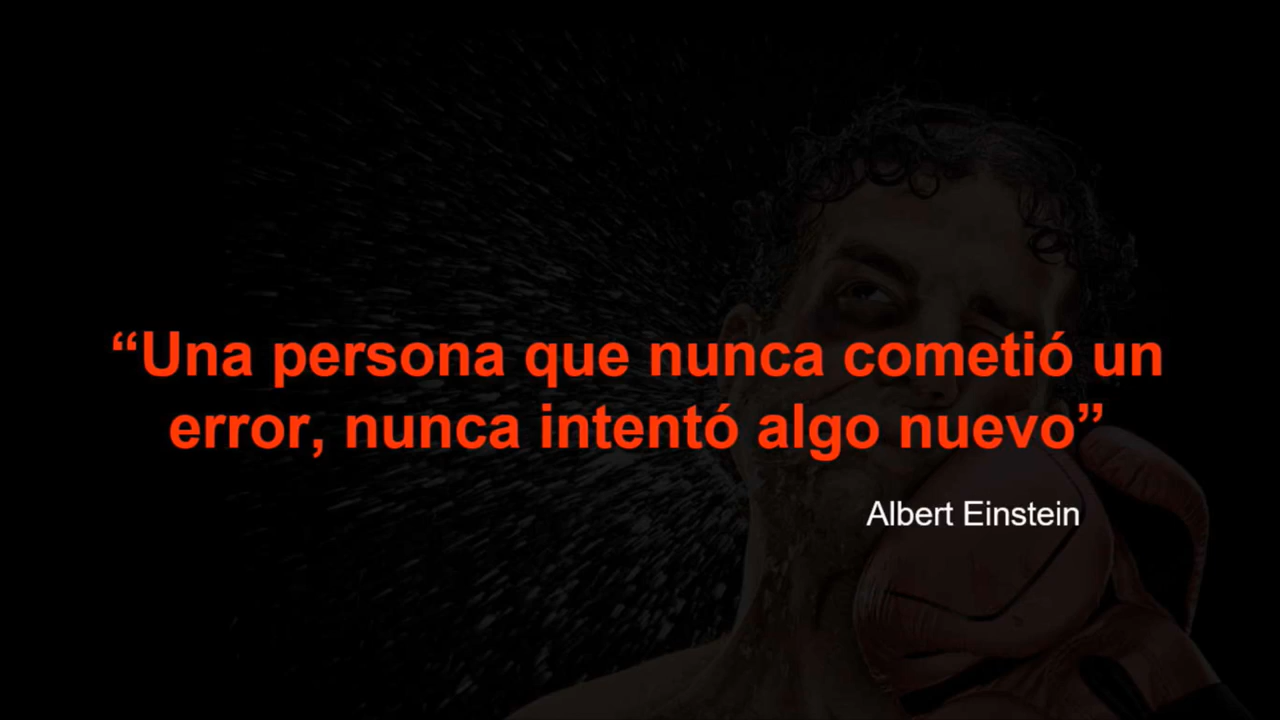 “Una persona que nunca cometió un
error, nunca intentó algo nuevo”
Albert Einstein